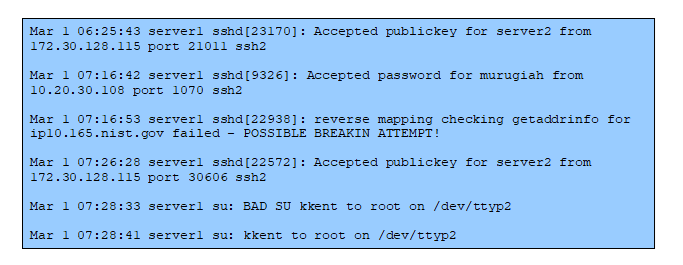 Mar 1 06:25:43 server1 sshd[23170]: Accepted publickey for server2 from
172.30.128.115 port 21011 ssh2
Mar 1 07:16:42 server1 sshd[9326]: Accepted password for murugiah from
10.20.30.108 port 1070 ssh2
Mar 1 07:16:53 server1 sshd[22938]: reverse mapping checking getaddrinfo for
ip10.165.nist.gov failed - POSSIBLE BREAKIN ATTEMPT!
Mar 1 07:26:28 server1 sshd[22572]: Accepted publickey for server2 from
172.30.128.115 port 30606 ssh2
Mar 1 07:28:33 server1 su: BAD SU kkent to root on /dev/ttyp2
Mar 1 07:28:41 server1 su: kkent to root on /dev/ttyp2